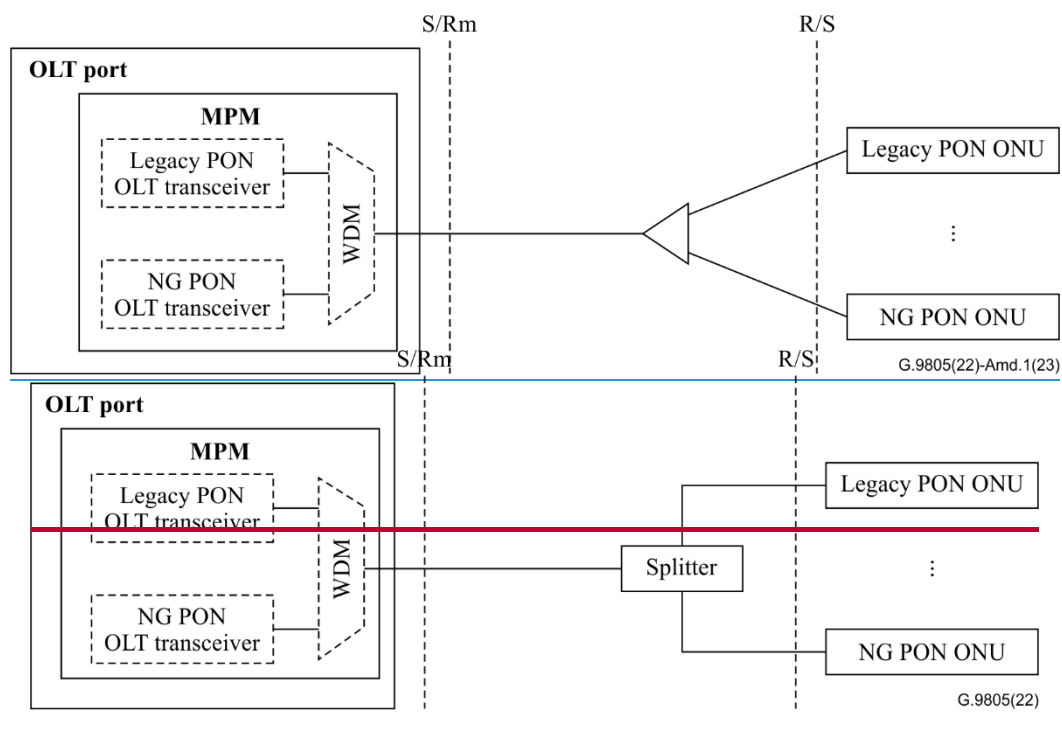 S/Rm
R/S
OLT port
MPM
Legacy PON
OLT transceiver
WDM
NG PON
OLT transceiver
Legacy PON ONU
⋮
NG PON ONU
G.9805(22)-Amd.1(23)
S/Rm
R/S
OLT port
MPM
Legacy PON
OLT transceiver
WDM
NG PON
OLT transceiver
Splitter
Legacy PON ONU
⋮
NG PON ONU
G.9805(22)